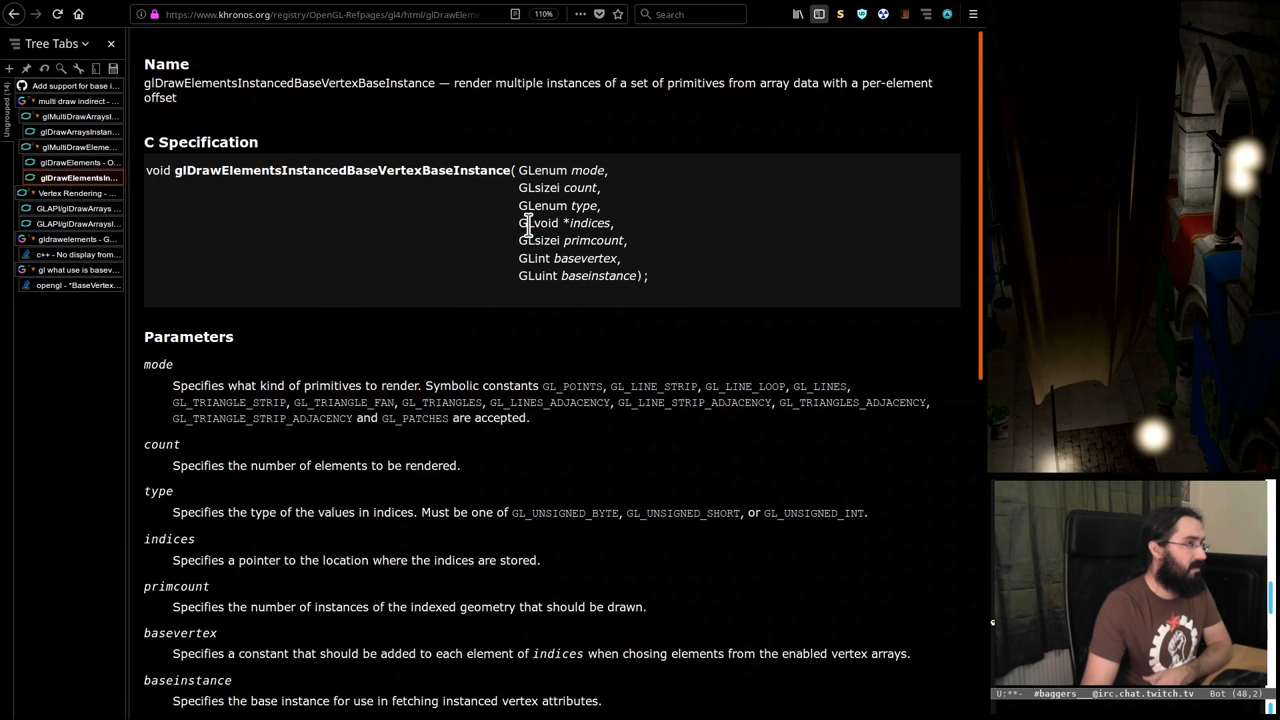 https://www.khronos.org/registry/OpenGL-Refpages/gl4/html/glDrawElem
110%
Search
Tree Tabs
Ungrouped (14)
Add support for base i...
multi draw indirect - ...
glMultiDrawArraysI...
glDrawArraysInstan...
glMultiDrawEleme...
glDrawElements - O...
glDrawElementsIn...
Vertex Rendering - ...
GLAPI/glDrawArrays ...
GLAPI/glDrawArraysI...
gldrawelements - G...
c++ - No display from...
gl what use is basev...
opengl - *BaseVertex...
Name
glDrawElementsInstancedBaseVertexBaseInstance — render multiple instances of a set of primitives from array data with a per-element
offset
C Specification
void glDrawElementsInstancedBaseVertexBaseInstance( GLenum mode,
GLsizei count,
GLenum type,
GLvoid *indices,
GLsizei primcount,
GLint basevertex,
GLuint baseinstance);
Parameters
mode
Specifies what kind of primitives to render. Symbolic constants GL_POINTS, GL_LINE_STRIP, GL_LINE_LOOP, GL_LINES,
GL_TRIANGLE_STRIP, GL_TRIANGLE_FAN, GL_TRIANGLES, GL_LINES_ADJACENCY, GL_LINE_STRIP_ADJACENCY, GL_TRIANGLES_ADJACENCY,
GL_TRIANGLE_STRIP_ADJACENCY and GL_PATCHES are accepted.
count
Specifies the number of elements to be rendered.
type
Specifies the type of the values in indices. Must be one of GL_UNSIGNED_BYTE, GL_UNSIGNED_SHORT, or GL_UNSIGNED_INT.
indices
Specifies a pointer to the location where the indices are stored.
primcount
Specifies the number of instances of the indexed geometry that should be drawn.
basevertex
Specifies a constant that should be added to each element of indices when chosing elements from the enabled vertex arrays.
baseinstance
Specifies the base instance for use in fetching instanced vertex attributes.
U:**- #baggers___@irc.chat.twitch.tv Bot (48,2)